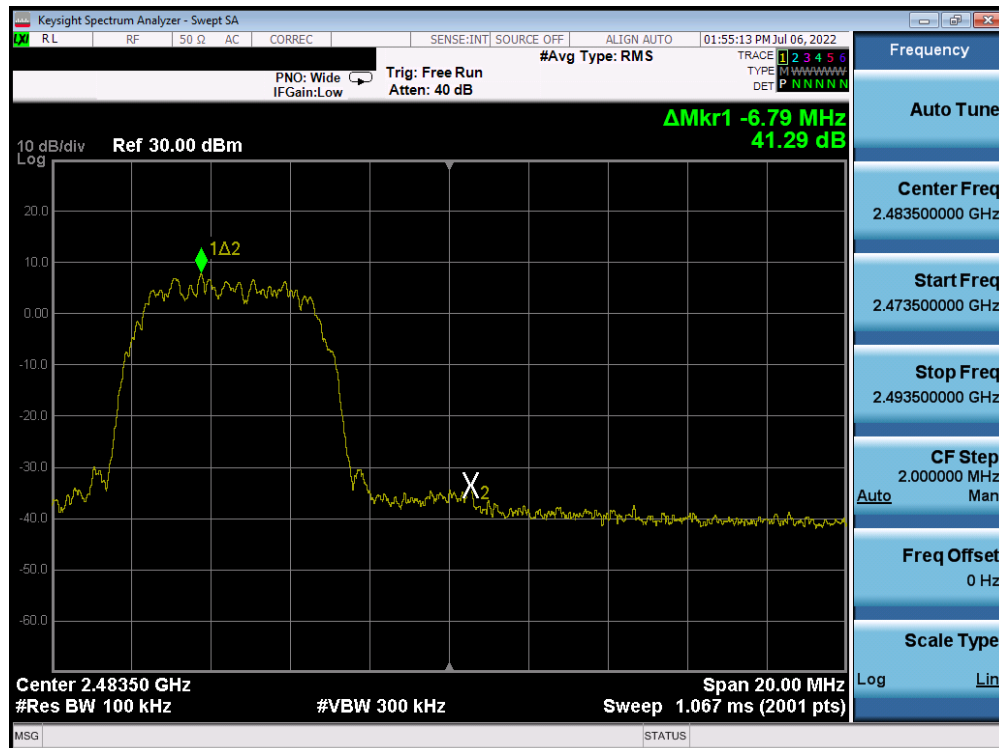 Keysight Spectrum Analyzer - Swept SA
LXI RL RF 50 Ω AC CORREC SENSE:INT SOURCE OFF ALIGN AUTO 01:55:13 PM Jul 06, 2022
#Avg Type: RMS
TRACE 1 2 3 4 5 6
TYPE M WWWWW
DET P N N N N N
PNO: Wide
IFGain:Low
Trig: Free Run
Atten: 40 dB
ΔMkr1 -6.79 MHz
41.29 dB
10 dB/div
Log
Ref 30.00 dBm
20.0
10.0
0.00
-10.0
-20.0
-30.0
-40.0
-50.0
-60.0
1Δ2
X2
Center 2.48350 GHz
#Res BW 100 kHz
#VBW 300 kHz
Span 20.00 MHz
Sweep 1.067 ms (2001 pts)
MSG
STATUS
Frequency
Auto Tune
Center Freq
2.483500000 GHz
Start Freq
2.473500000 GHz
Stop Freq
2.493500000 GHz
CF Step
2.000000 MHz
Auto Man
Freq Offset
0 Hz
Scale Type
Log Lin